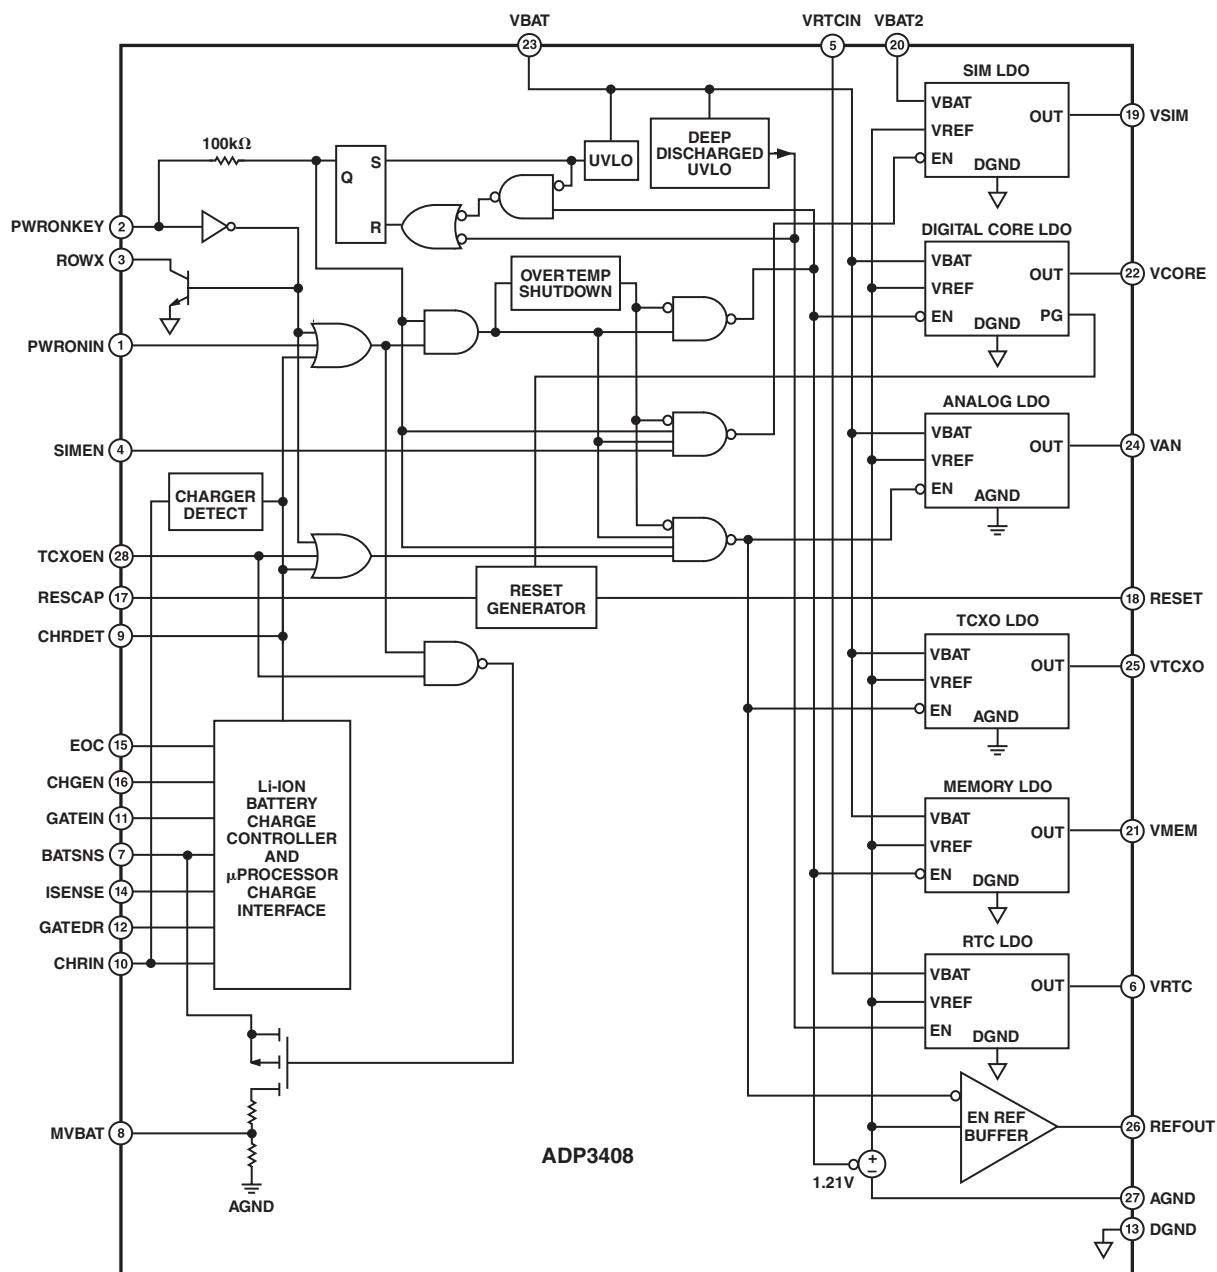 VBAT
23
VRTCIN
5
VBAT2
20
SIM LDO
VBAT
VREF
EN
OUT
DGND
19
VSIM
100kΩ
S
Q
R
UVLO
DEEP
DISCHARGED
UVLO
PWRONKEY
2
ROWX
3
DIGITAL CORE LDO
VBAT
VREF
EN
OUT
DGND
PG
22
VCORE
OVER TEMP
SHUTDOWN
PWRONIN
1
ANALOG LDO
VBAT
VREF
EN
OUT
AGND
24
VAN
SIMEN
4
CHARGER
DETECT
TCXOEN
28
RESCAP
17
RESET
GENERATOR
18
RESET
CHRDET
9
TCXO LDO
VBAT
VREF
EN
OUT
AGND
25
VTCXO
EOC
15
CHGEN
16
GATEIN
11
BATSNS
7
ISENSE
14
GATEDR
12
CHRIN
10
Li-ION
BATTERY
CHARGE
CONTROLLER
AND
μPROCESSOR
CHARGE
INTERFACE
MEMORY LDO
VBAT
VREF
EN
OUT
DGND
21
VMEM
RTC LDO
VBAT
VREF
EN
OUT
DGND
6
VRTC
MVBAT
8
AGND
ADP3408
EN REF
BUFFER
26
REFOUT
+
−
1.21V
27
AGND
13
DGND